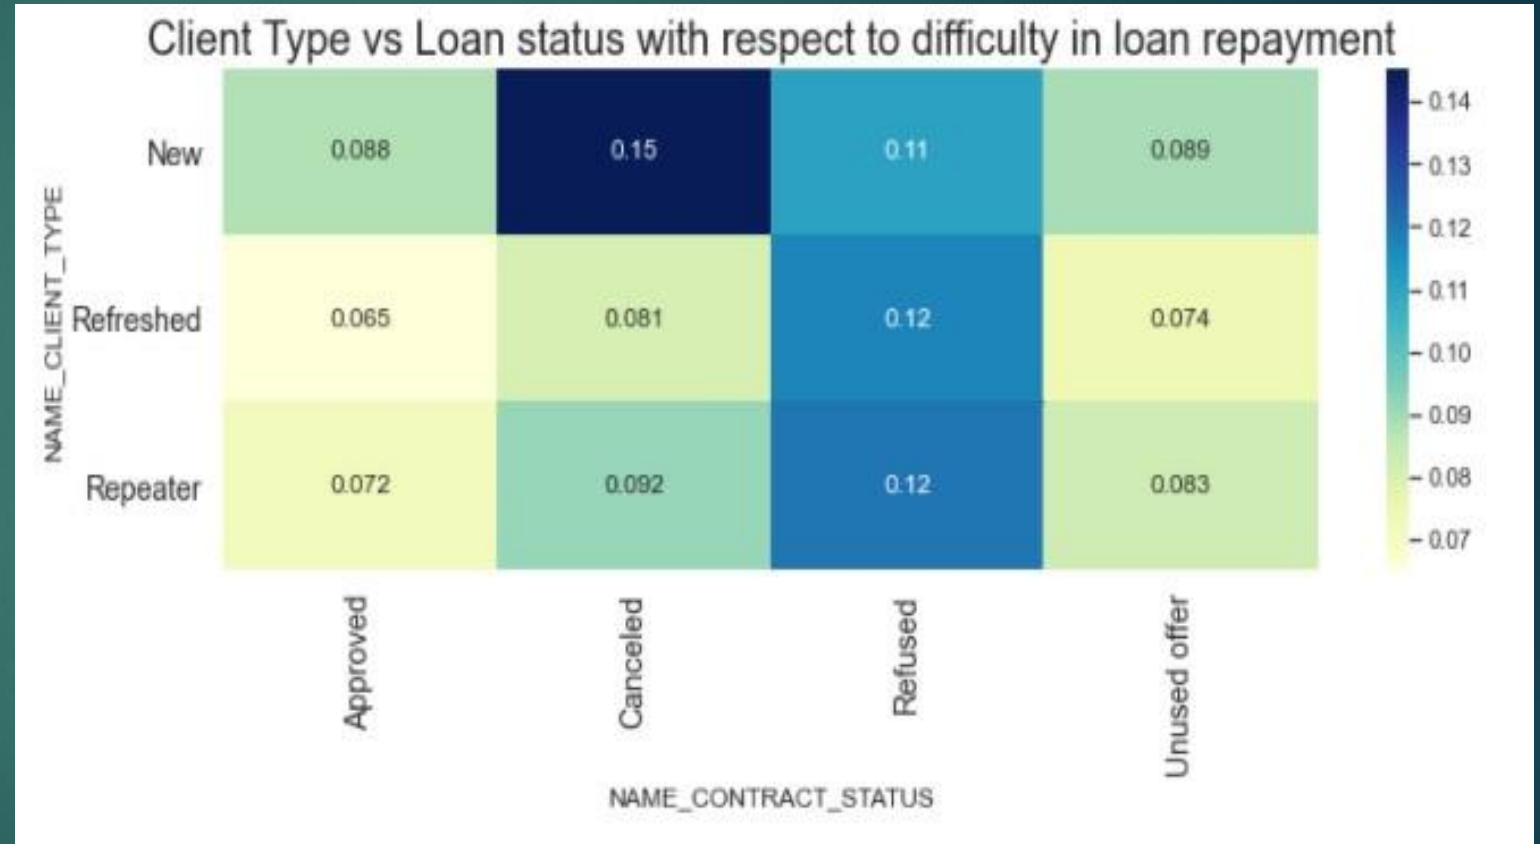 Client Type vs Loan status with respect to difficulty in loan repayment
NAME_CLIENT_TYPE
New
0.088
0.15
0.11
0.089
Refreshed
0.065
0.081
0.12
0.074
Repeater
0.072
0.092
0.12
0.083
Approved
Canceled
Refused
Unused offer
NAME_CONTRACT_STATUS
0.14
0.13
0.12
0.11
0.10
0.09
0.08
0.07